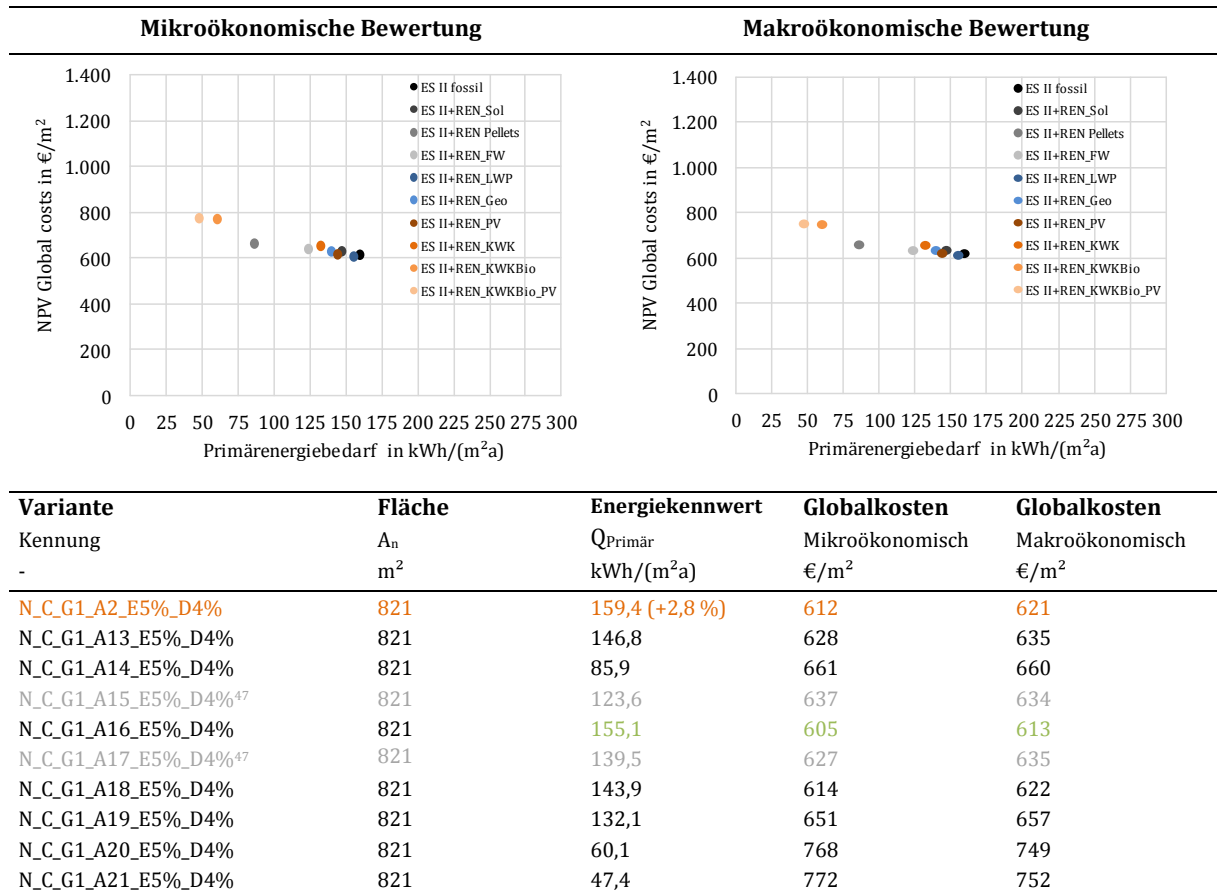 Mikroökonomische Bewertung
Makroökonomische Bewertung
NPV Global costs in €/m²
1.400
1.200
1.000
800
600
400
200
0
0 25 50 75 100 125 150 175 200 225 250 275 300
Primärenergiebedarf in kWh/(m²a)
ES II fossil
ES II+REN_Sol
ES II+REN Pellets
ES II+REN_FW
ES II+REN_LWP
ES II+REN_Geo
ES II+REN_PV
ES II+REN_KWK
ES II+REN_KWKBio
ES II+REN_KWKBio_PV
NPV Global costs in €/m²
1.400
1.200
1.000
800
600
400
200
0
0 25 50 75 100 125 150 175 200 225 250 275 300
Primärenergiebedarf in kWh/(m²a)
ES II fossil
ES II+REN_Sol
ES II+REN Pellets
ES II+REN_FW
ES II+REN_LWP
ES II+REN_Geo
ES II+REN_PV
ES II+REN_KWK
ES II+REN_KWKBio
ES II+REN_KWKBio_PV
Variante Fläche Energiekennwert Globalkosten Globalkosten
Kennung Aₙ QPrimär Mikroökonomisch Makroökonomisch
- m² kWh/(m²a) €/m² €/m²
N_C_G1_A2_E5%_D4% 821 159,4 (+2,8 %) 612 621
N_C_G1_A13_E5%_D4% 821 146,8 628 635
N_C_G1_A14_E5%_D4% 821 85,9 661 660
N_C_G1_A15_E5%_D4%⁴⁷ 821 123,6 637 634
N_C_G1_A16_E5%_D4% 821 155,1 605 613
N_C_G1_A17_E5%_D4%⁴⁷ 821 139,5 627 635
N_C_G1_A18_E5%_D4% 821 143,9 614 622
N_C_G1_A19_E5%_D4% 821 132,1 651 657
N_C_G1_A20_E5%_D4% 821 60,1 768 749
N_C_G1_A21_E5%_D4% 821 47,4 772 752